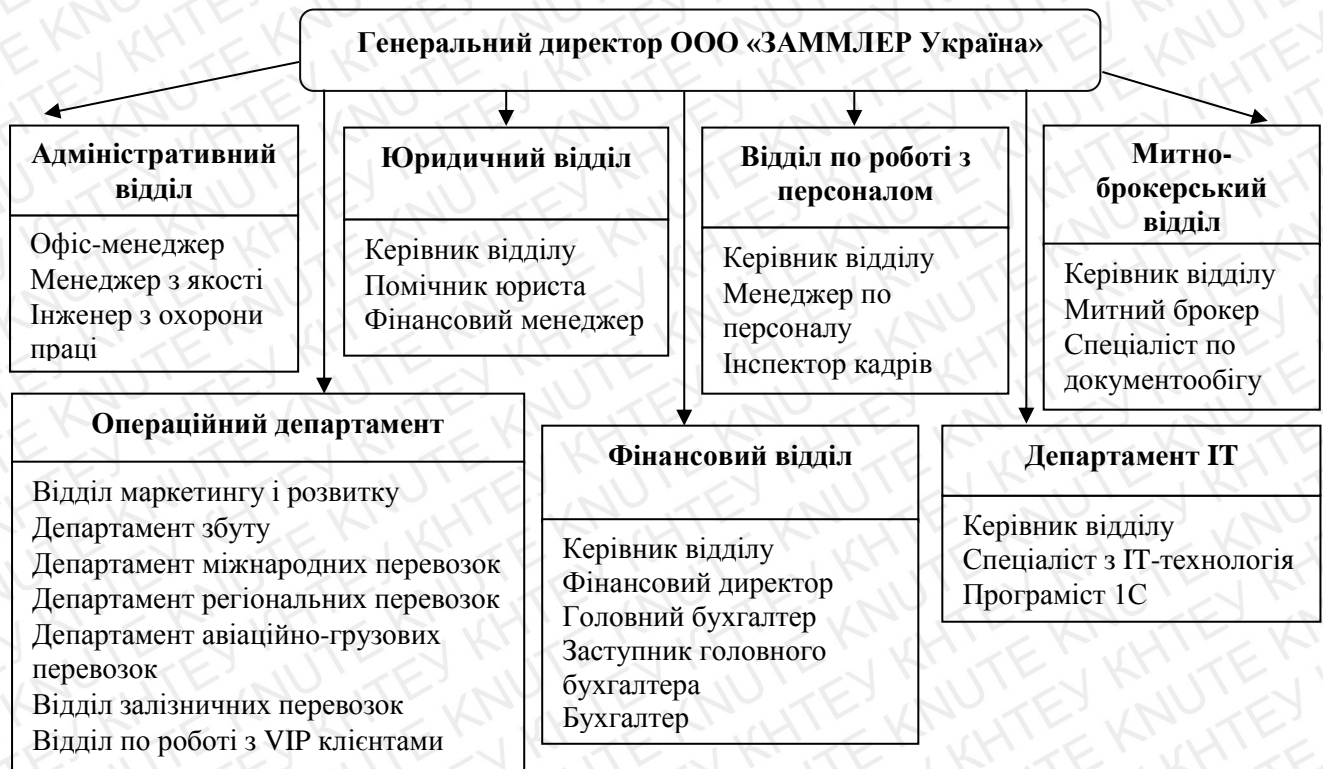 Генеральний директор ООО «ЗАММЛЕР Україна»
Адміністративний
відділ
Офіс-менеджер
Менеджер з якості
Інженер з охорони
праці
Юридичний відділ
Керівник відділу
Помічник юриста
Фінансовий менеджер
Відділ по роботі з
персоналом
Керівник відділу
Менеджер по
персоналу
Інспектор кадрів
Митно-
брокерський
відділ
Керівник відділу
Митний брокер
Спеціаліст по
документообігу
Операційний департамент
Відділ маркетингу і розвитку
Департамент збуту
Департамент міжнародних перевозок
Департамент регіональних перевозок
Департамент авіаційно-грузових
перевозок
Відділ залізничних перевозок
Відділ по роботі з VIP клієнтами
Фінансовий відділ
Керівник відділу
Фінансовий директор
Головний бухгалтер
Заступник головного
бухгалтера
Бухгалтер
Департамент ІТ
Керівник відділу
Спеціаліст з ІТ-технологія
Програміст 1С